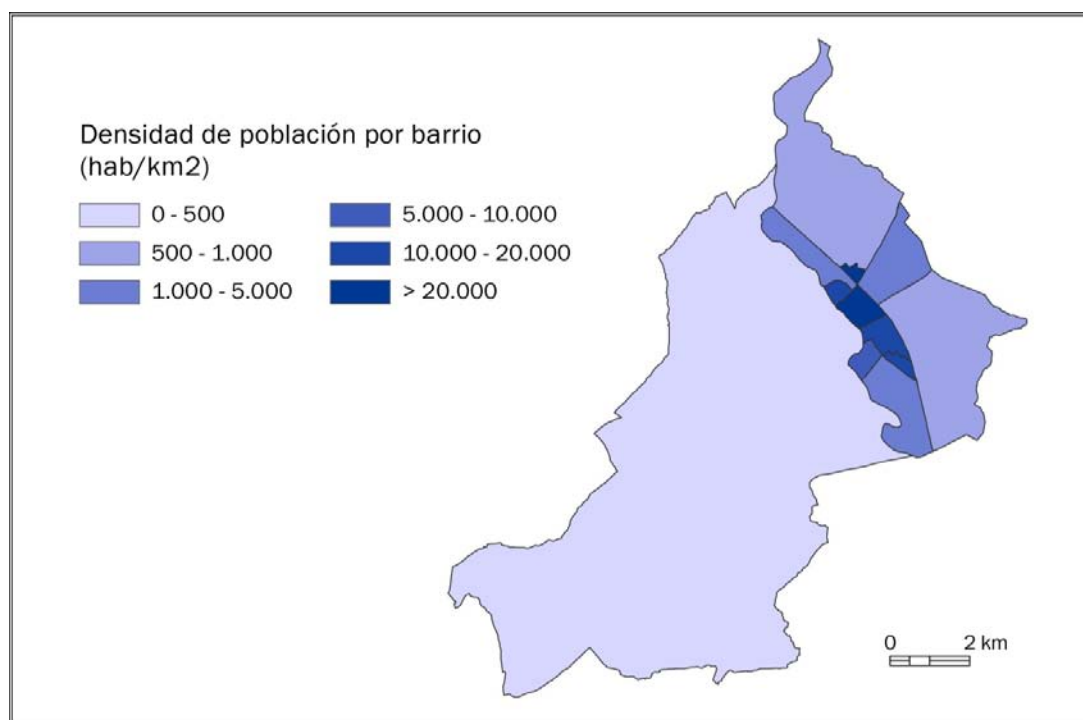 Densidad de población por barrio
(hab/km2)
0 - 500
500 - 1.000
1.000 - 5.000
5.000 - 10.000
10.000 - 20.000
> 20.000
0 2 km